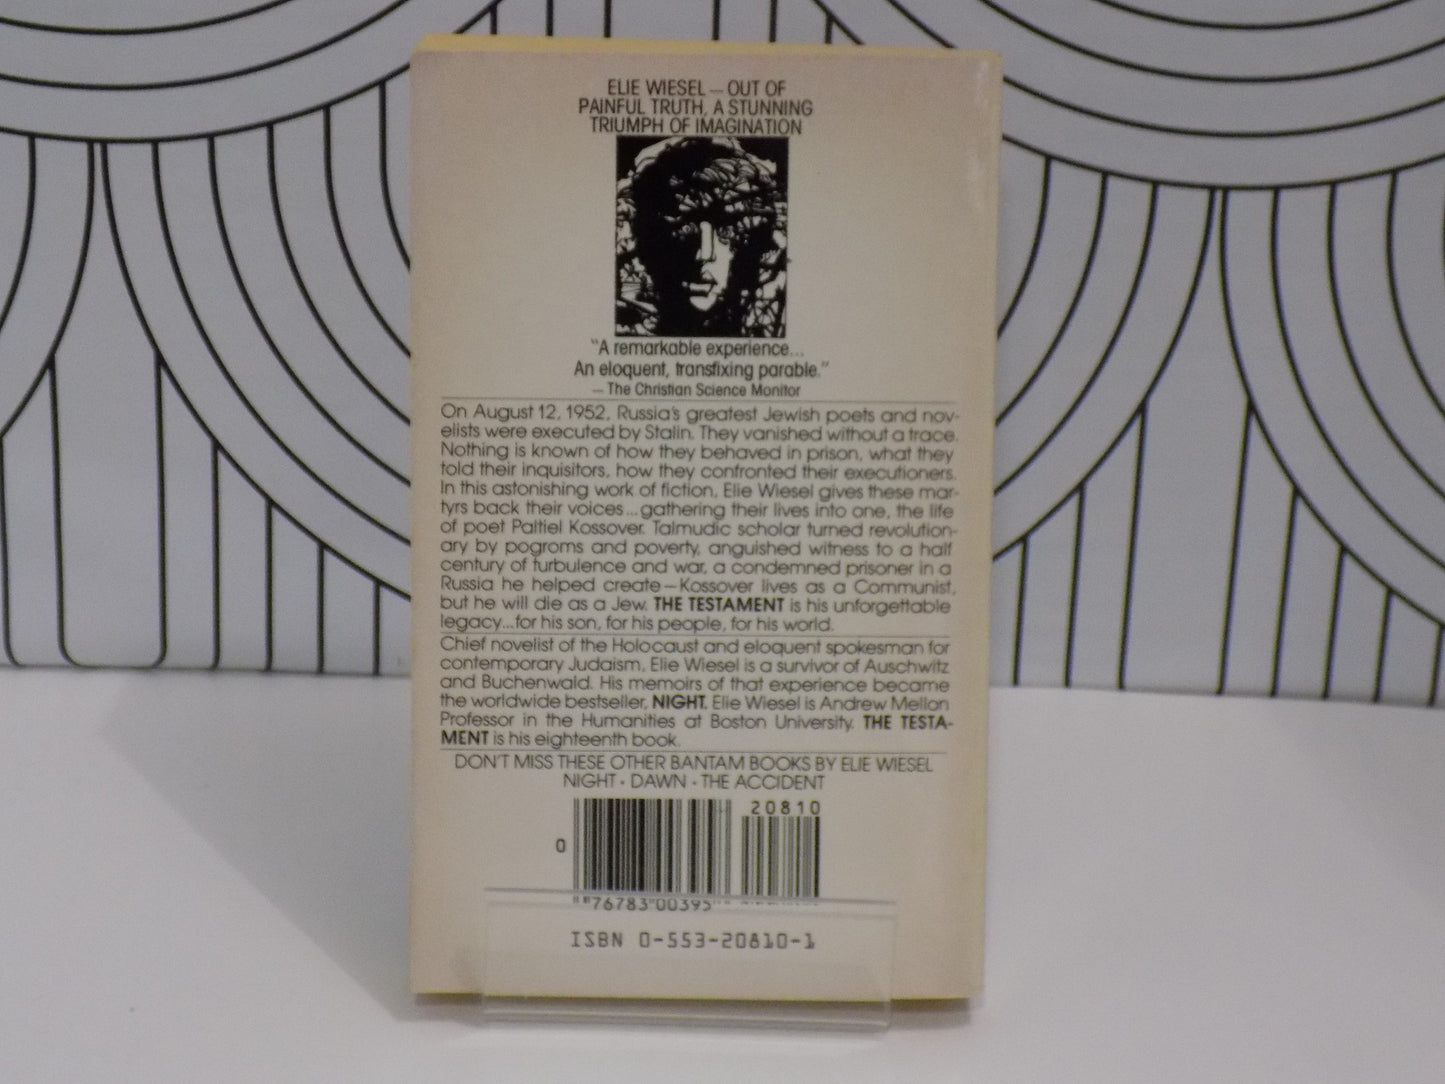 ELIE WIESEL — OUT OF
PAINFUL TRUTH, A STUNNING
TRIUMPH OF IMAGINATION
"A remarkable experience...
An eloquent, transfixing parable."
— The Christian Science Monitor
On August 12, 1952, Russia's greatest Jewish poets and nov-
elists were executed by Stalin. They vanished without a trace.
Nothing is known of how they behaved in prison, what they
told their inquisitors, how they confronted their executioners.
In this astonishing work of fiction, Elie Wiesel gives these mar-
tyrs back their voices...gathering their lives into one, the life
of poet Paltiel Kossover. Talmudic scholar turned revolution-
ary by pogroms and poverty, anguished witness to a half
century of turbulence and war, a condemned prisoner in a
Russia he helped create — Kossover lives as a Communist,
but he will die as a Jew. THE TESTAMENT is his unforgettable
legacy...for his son, for his people, for his world.
Chief novelist of the Holocaust and eloquent spokesman for
contemporary Judaism, Elie Wiesel is a survivor of Auschwitz
and Buchenwald. His memoirs of that experience became
the worldwide bestseller, NIGHT. Elie Wiesel is Andrew Mellon
Professor in the Humanities at Boston University. THE TESTA-
MENT is his eighteenth book.
DON'T MISS THESE OTHER BANTAM BOOKS BY ELIE WIESEL
NIGHT • DAWN • THE ACCIDENT
20810
0
76783 00395
ISBN 0-553-20810-1